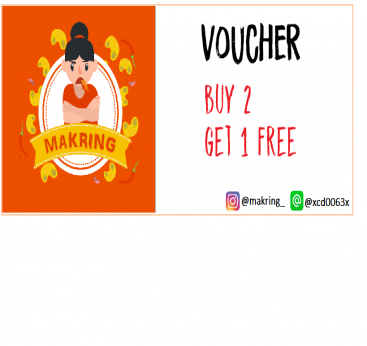 VOUCHER
BUY 2
GET 1 FREE
MAKRING
@makring_ @xcd0063x